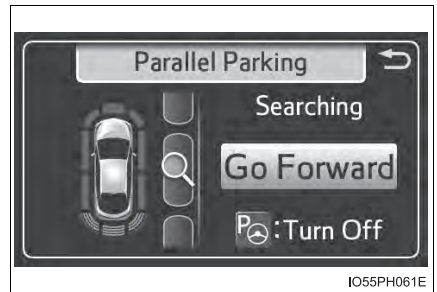 Parallel Parking
Searching
Go Forward
P :Turn Off
IO55PH061E